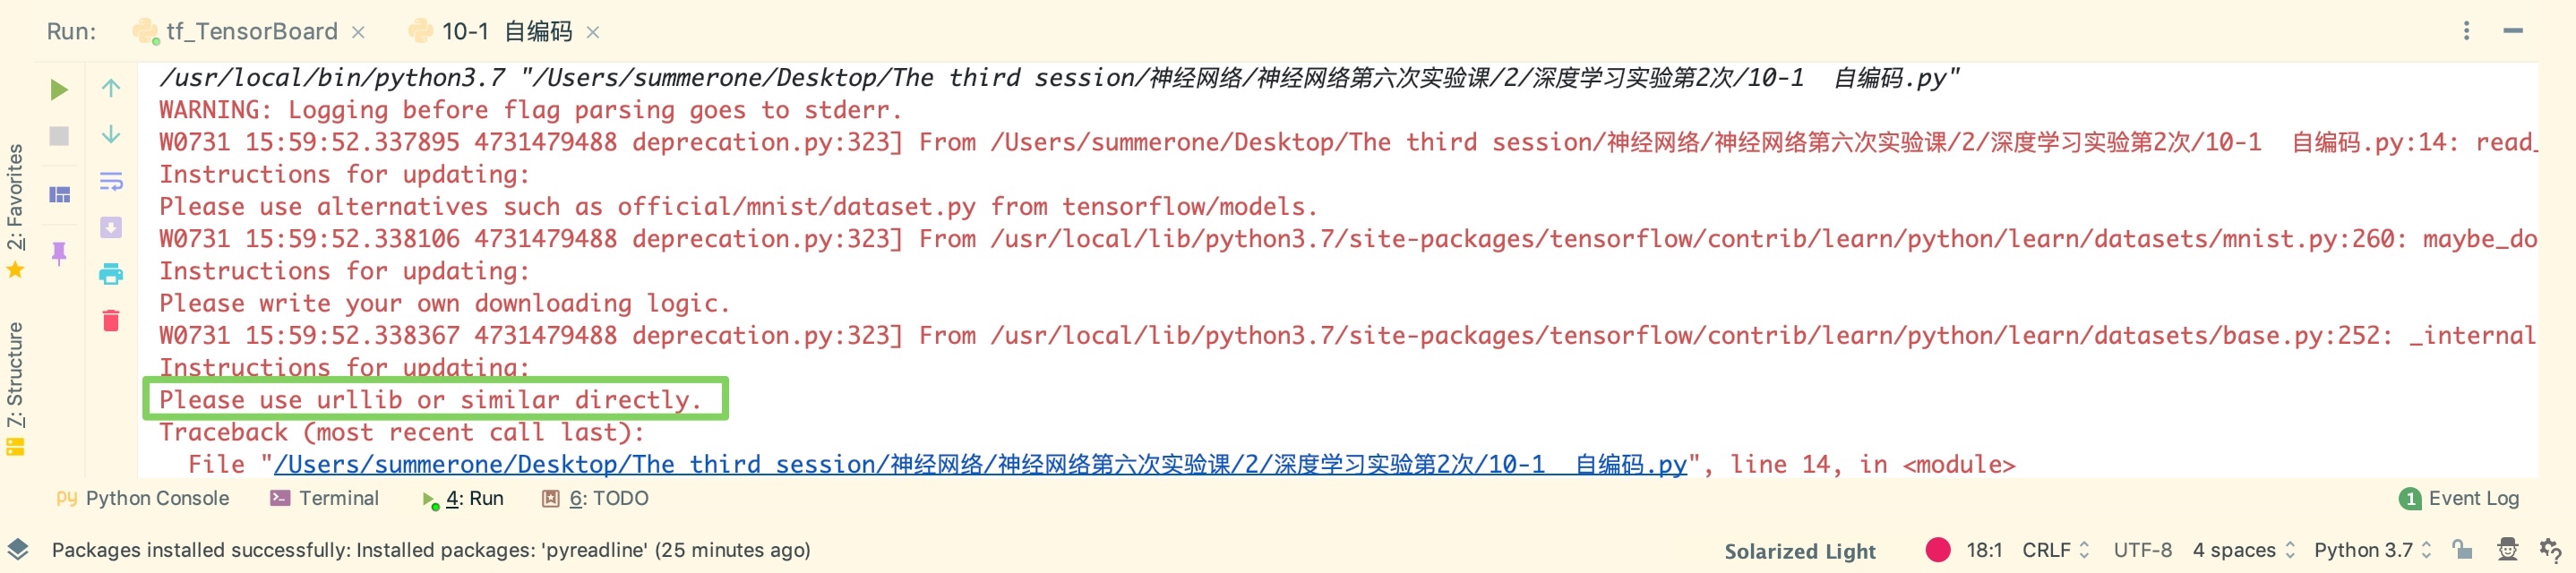 Run: tf_TensorBoard × 10-1 自编码 ×
/usr/local/bin/python3.7 "/Users/summerone/Desktop/The third session/神经网络/神经网络第六次实验课/2/深度学习实验第2次/10-1  自编码.py"
WARNING: Logging before flag parsing goes to stderr.
W0731 15:59:52.337895 4731479488 deprecation.py:323] From /Users/summerone/Desktop/The third session/神经网络/神经网络第六次实验课/2/深度学习实验第2次/10-1  自编码.py:14: read_
Instructions for updating:
Please use alternatives such as official/mnist/dataset.py from tensorflow/models.
W0731 15:59:52.338106 4731479488 deprecation.py:323] From /usr/local/lib/python3.7/site-packages/tensorflow/contrib/learn/python/learn/datasets/mnist.py:260: maybe_do
Instructions for updating:
Please write your own downloading logic.
W0731 15:59:52.338367 4731479488 deprecation.py:323] From /usr/local/lib/python3.7/site-packages/tensorflow/contrib/learn/python/learn/datasets/base.py:252: _internal
Instructions for updating:
Please use urllib or similar directly.
Traceback (most recent call last):
File "/Users/summerone/Desktop/The third session/神经网络/神经网络第六次实验课/2/深度学习实验第2次/10-1  自编码.py", line 14, in <module>
2: Favorites
7: Structure
Python Console Terminal 4: Run 6: TODO 1 Event Log
Packages installed successfully: Installed packages: 'pyreadline' (25 minutes ago) Solarized Light 18:1 CRLF UTF-8 4 spaces Python 3.7